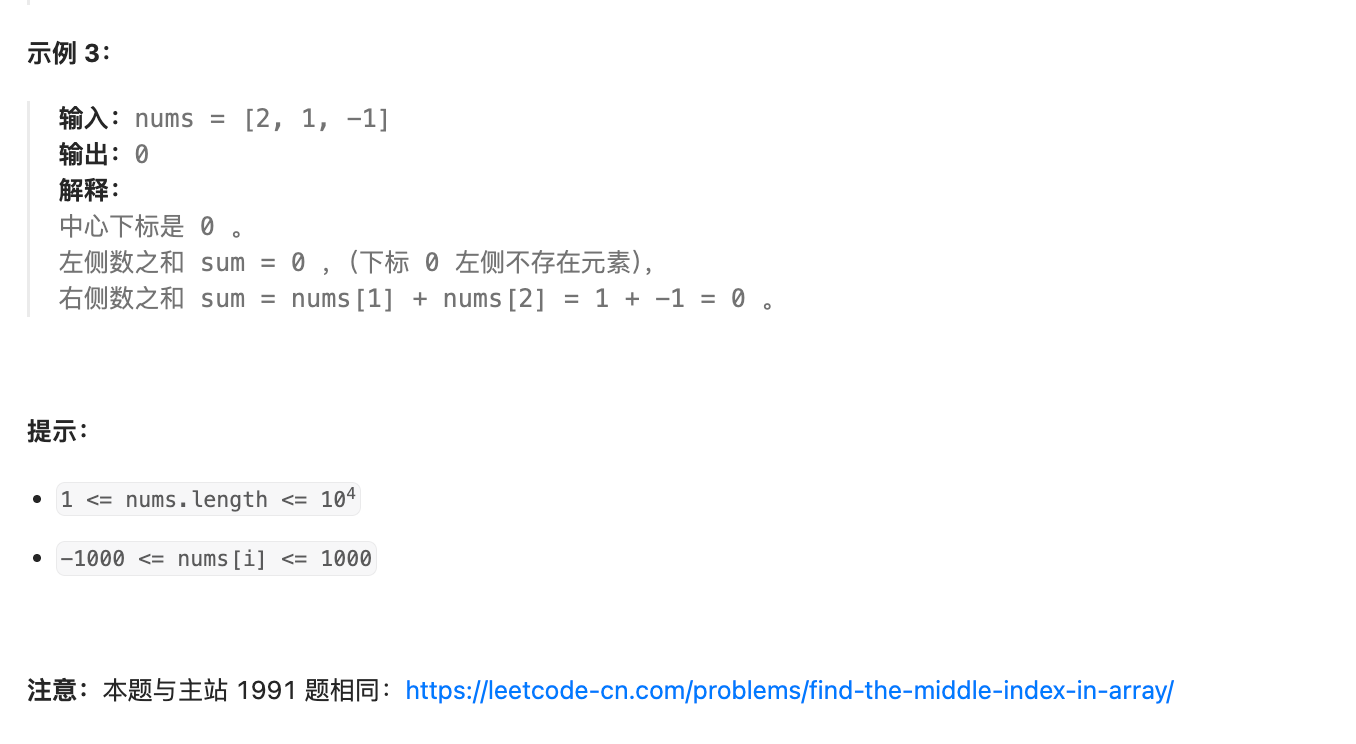 示例 3：
输入：nums = [2, 1, -1]
输出：0
解释：
中心下标是 0 。
左侧数之和 sum = 0 ，（下标 0 左侧不存在元素），
右侧数之和 sum = nums[1] + nums[2] = 1 + -1 = 0 。
提示：
1 <= nums.length <= 10⁴
-1000 <= nums[i] <= 1000
注意：本题与主站 1991 题相同：https://leetcode-cn.com/problems/find-the-middle-index-in-array/